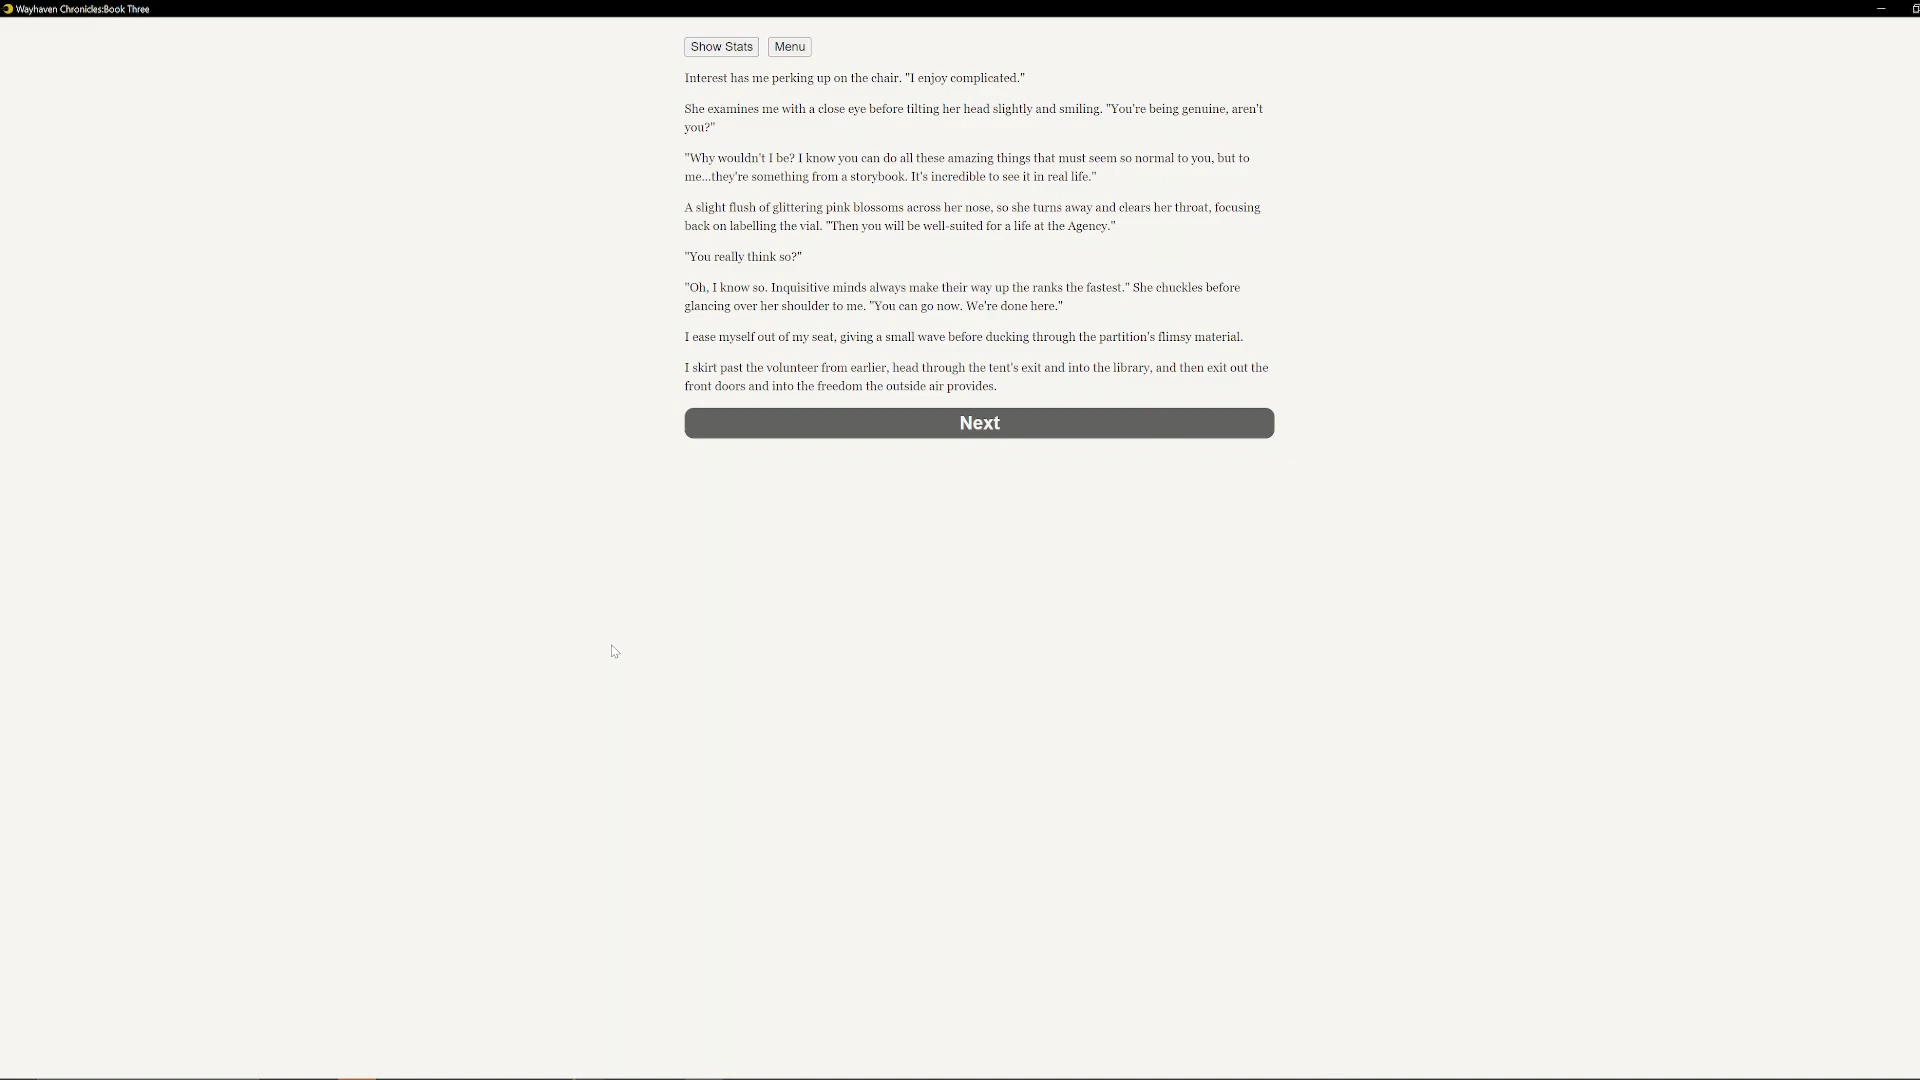 Wayhaven Chronicles:Book Three
Show Stats Menu
Interest has me perking up on the chair. "I enjoy complicated."
She examines me with a close eye before tilting her head slightly and smiling. "You're being genuine, aren't
you?"
"Why wouldn't I be? I know you can do all these amazing things that must seem so normal to you, but to
me...they're something from a storybook. It's incredible to see it in real life."
A slight flush of glittering pink blossoms across her nose, so she turns away and clears her throat, focusing
back on labelling the vial. "Then you will be well-suited for a life at the Agency."
"You really think so?"
"Oh, I know so. Inquisitive minds always make their way up the ranks the fastest." She chuckles before
glancing over her shoulder to me. "You can go now. We're done here."
I ease myself out of my seat, giving a small wave before ducking through the partition's flimsy material.
I skirt past the volunteer from earlier, head through the tent's exit and into the library, and then exit out the
front doors and into the freedom the outside air provides.
Next